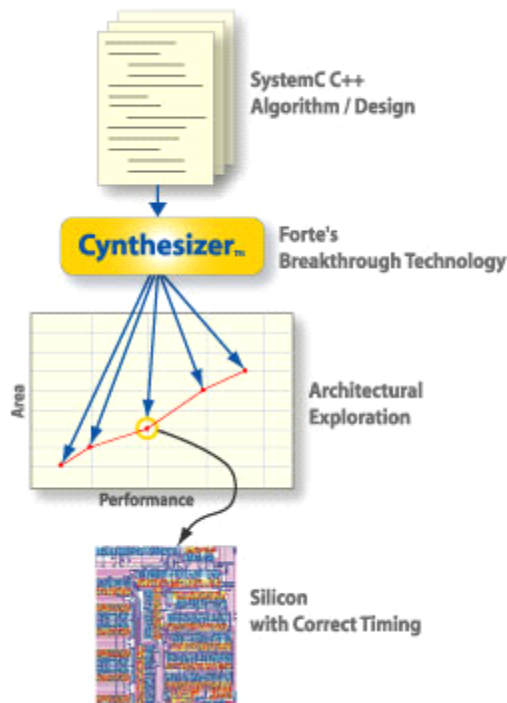 SystemC C++
Algorithm / Design
Cynthesizer™
Forte's
Breakthrough Technology
Area
Architectural
Exploration
Performance
Silicon
with Correct Timing